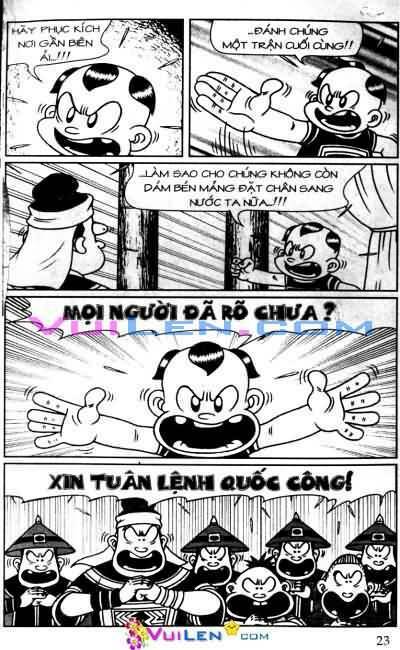 HÃY PHỤC KÍCH
NƠI GẦN BIÊN
ẢI...!!!
...ĐÁNH CHÚNG
MỘT TRẬN CUỐI CÙNG!!
...LÀM SAO CHO CHÚNG KHÔNG CÒN
DÁM BÉN MẢNG ĐẶT CHÂN SANG
NƯỚC TA NỮA...!!!
MỌI NGƯỜI ĐÃ RÕ CHƯA?
VUILEN.COM
XIN TUÂN LỆNH QUỐC CÔNG!
VUILEN.COM
23